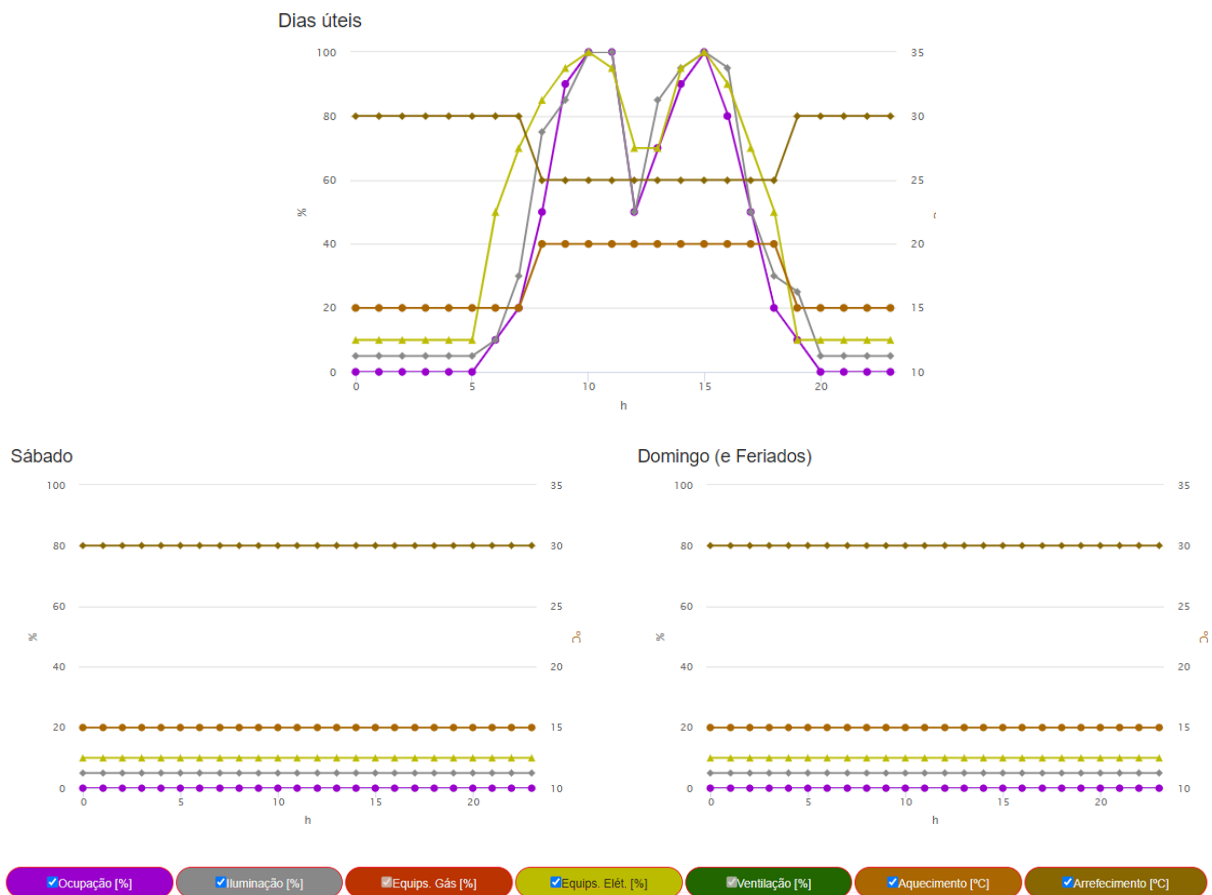 Dias úteis
100 35
80 30
60 25
%
40 20
20 15
0 10
0 5 10 15 20
h
Sábado
100 35
80 30
60 25
% ºC
40 20
20 15
0 10
0 5 10 15 20
h
Domingo (e Feriados)
100 35
80 30
60 25
% ºC
40 20
20 15
0 10
0 5 10 15 20
h
Ocupação [%] Iluminação [%] Equips. Gás [%] Equips. Elét. [%] Ventilação [%] Aquecimento [ºC] Arrefecimento [ºC]